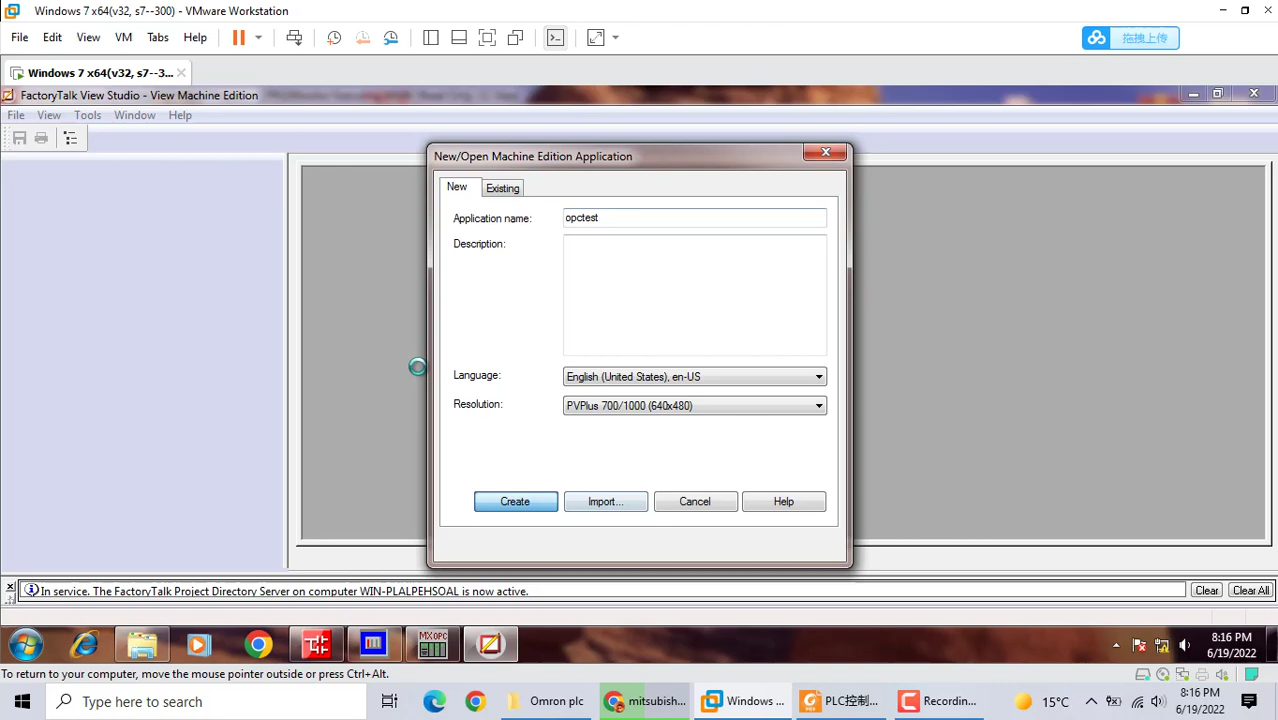 Windows 7 x64(v32, s7--300) - VMware Workstation
File Edit View VM Tabs Help
拖拽上传
Windows 7 x64(v32, s7--3...
FactoryTalk View Studio - View Machine Edition
File View Tools Window Help
New/Open Machine Edition Application
New Existing
Application name: opctest
Description:
Language: English (United States), en-US
Resolution: PVPlus 700/1000 (640x480)
Create Import... Cancel Help
In service. The FactoryTalk Project Directory Server on computer WIN-PLALPEHSOAL is now active.
Clear Clear All
MX OPC
8:16 PM
6/19/2022
To return to your computer, move the mouse pointer outside or press Ctrl+Alt.
Type here to search
Omron plc
mitsubish...
Windows ...
PLC控制...
Recordin...
15°C
8:16 PM
6/19/2022